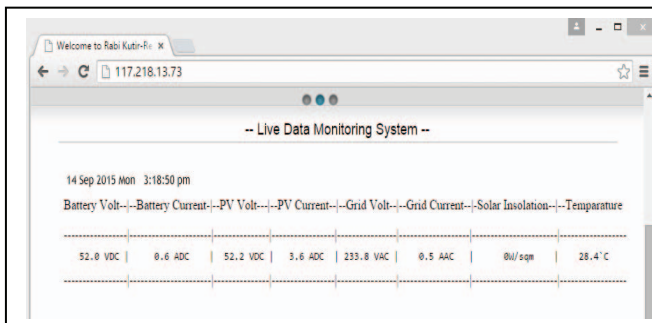 Welcome to Rabi Kutir-Re
117.218.13.73
-- Live Data Monitoring System --
14 Sep 2015 Mon 3:18:50 pm
Battery Volt--|--Battery Current-|--PV Volt---|--PV Current--|--Grid Volt--|--Grid Current--|-Solar Insolation--|--Temparature
52.0 VDC | 0.6 ADC | 52.2 VDC | 3.6 ADC | 233.8 VAC | 0.5 AAC | 0W/sqm | 28.4`C